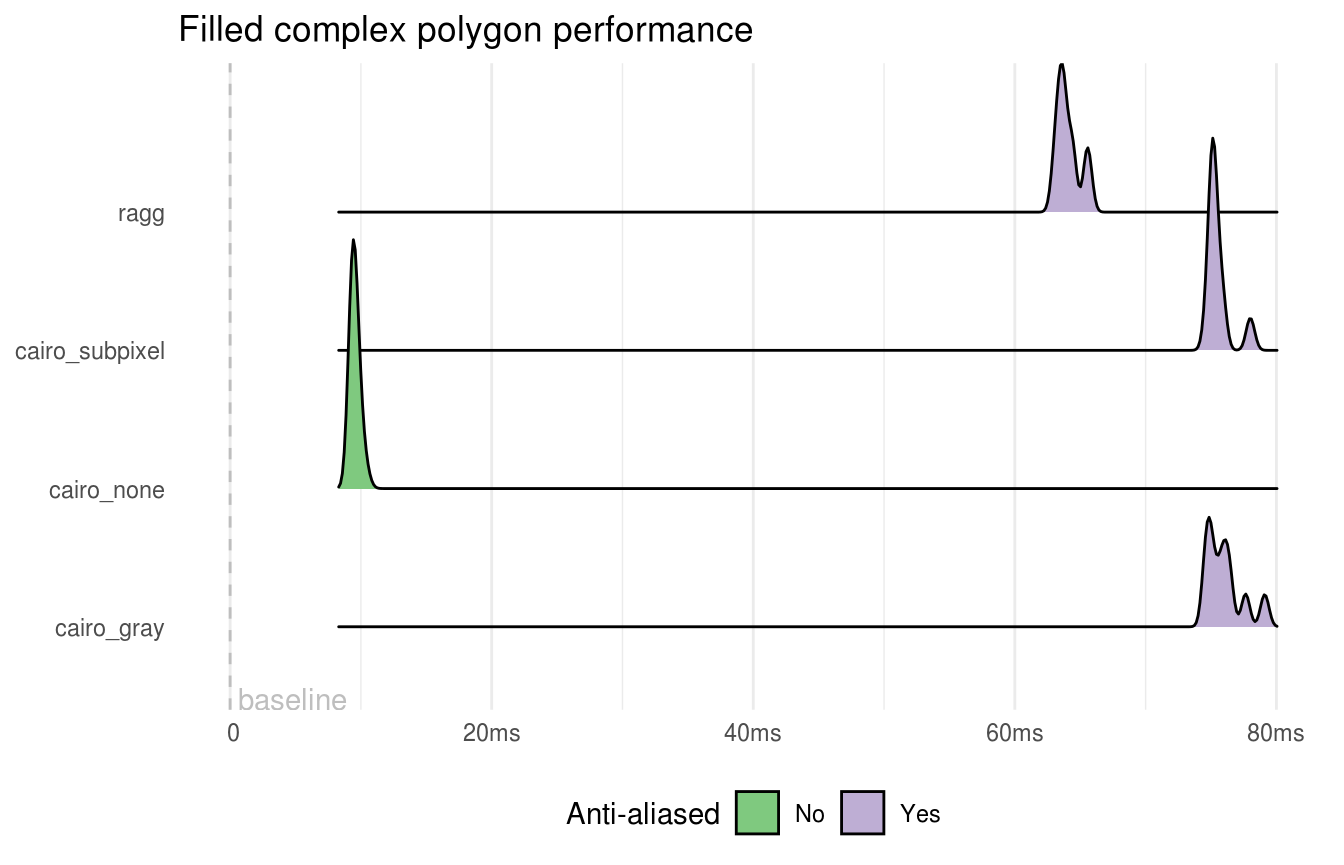 Filled complex polygon performance
ragg
cairo_subpixel
cairo_none
cairo_gray
baseline
0 20ms 40ms 60ms 80ms
Anti-aliased No Yes